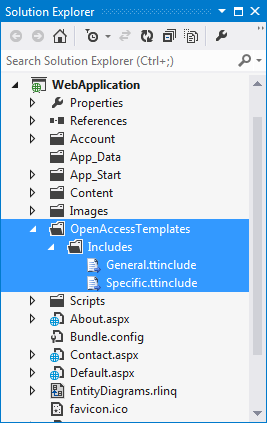 Solution Explorer
Search Solution Explorer (Ctrl+;)
WebApplication
Properties
References
Account
App_Data
App_Start
Content
Images
OpenAccessTemplates
Includes
General.ttinclude
Specific.ttinclude
Scripts
About.aspx
Bundle.config
Contact.aspx
Default.aspx
EntityDiagrams.rlinq
favicon.ico